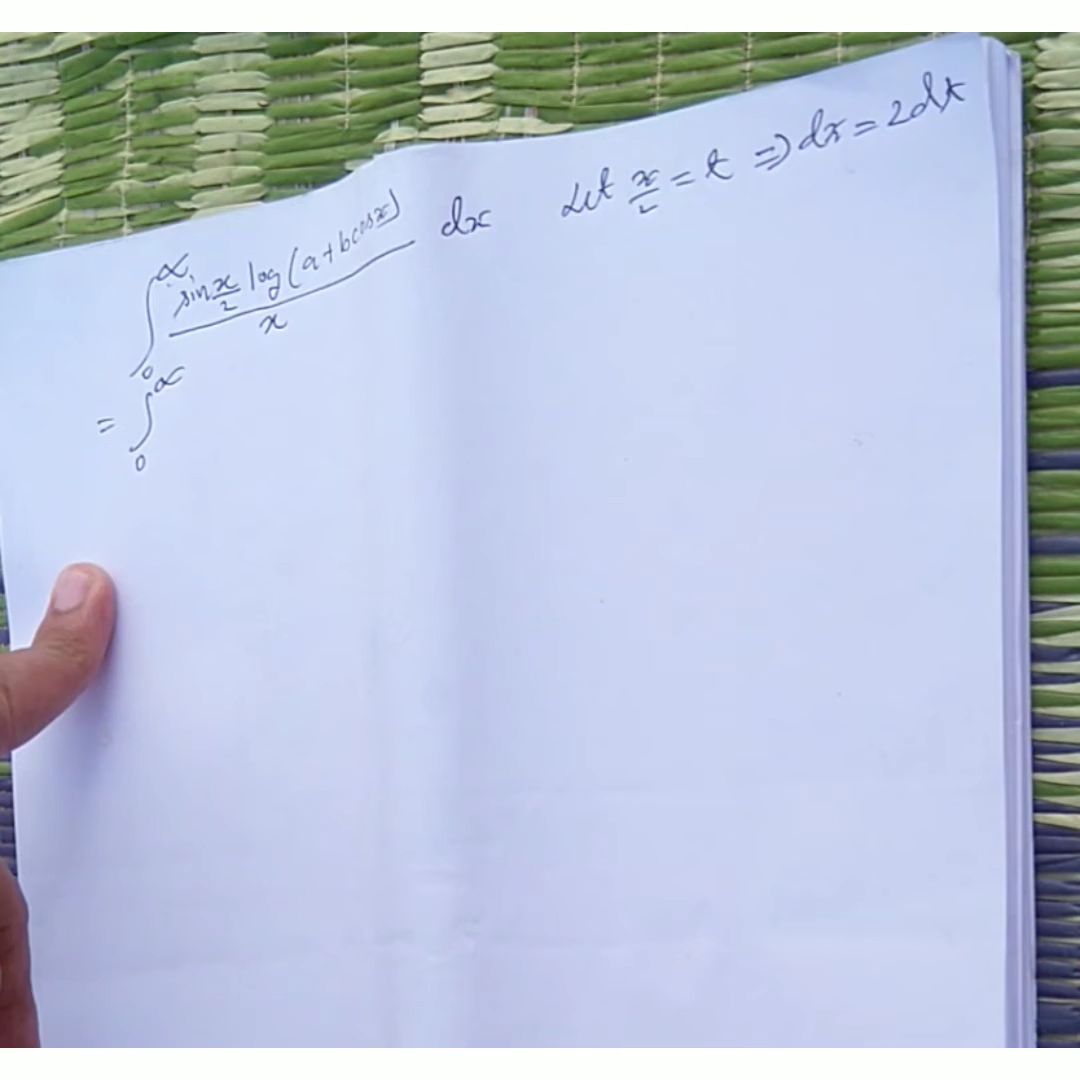 ∫₀^∝ (sin x/2 log(a+bcosx))/x dx Let x/2 = t ⇒ dx = 2dt
= ∫₀^∝